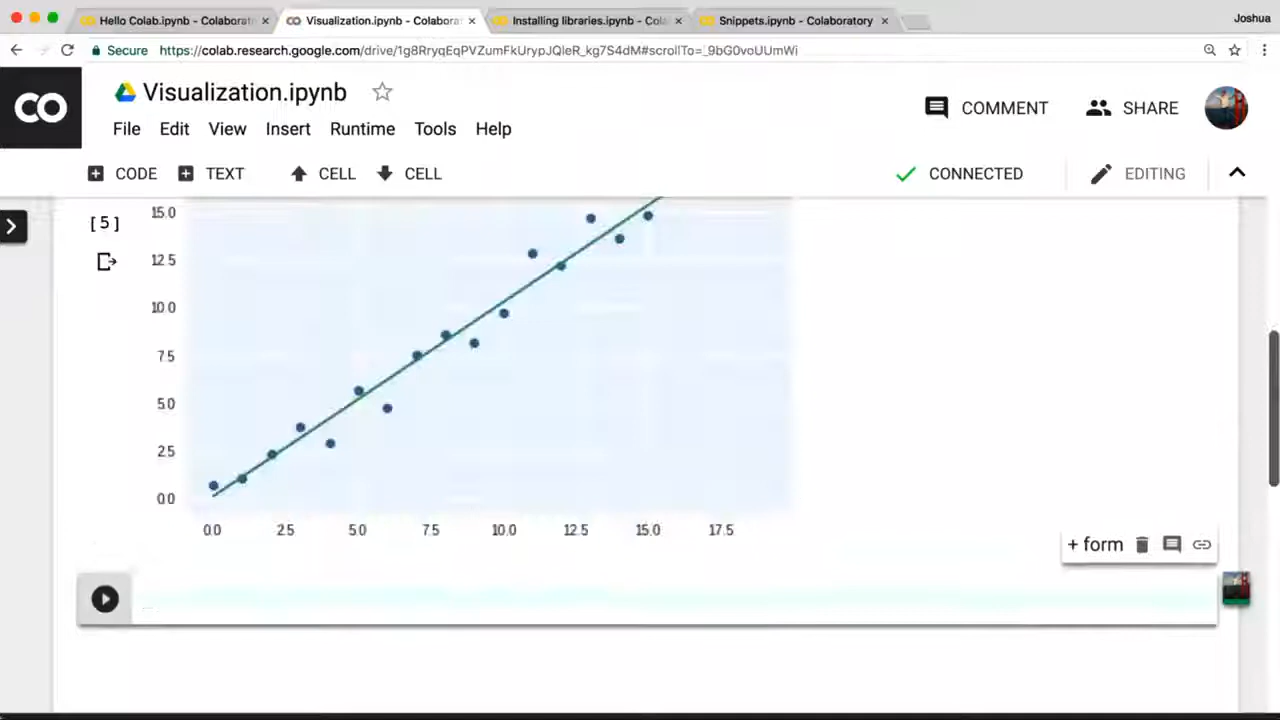 Hello Colab.ipynb - Colaborat
Visualization.ipynb - Colabora
Installing libraries.ipynb - Col
Snippets.ipynb - Colaboratory
Joshua
Secure
https://colab.research.google.com/drive/1g8RryqEqPVZumFkUrypJQleR_kg7S4dM#scrollTo=_9bG0voUUmWi
CO
Visualization.ipynb
COMMENT
SHARE
File Edit View Insert Runtime Tools Help
CODE TEXT CELL CELL
CONNECTED
EDITING
[5]
15.0
12.5
10.0
7.5
5.0
2.5
0.0
0.0 2.5 5.0 7.5 10.0 12.5 15.0 17.5
+ form